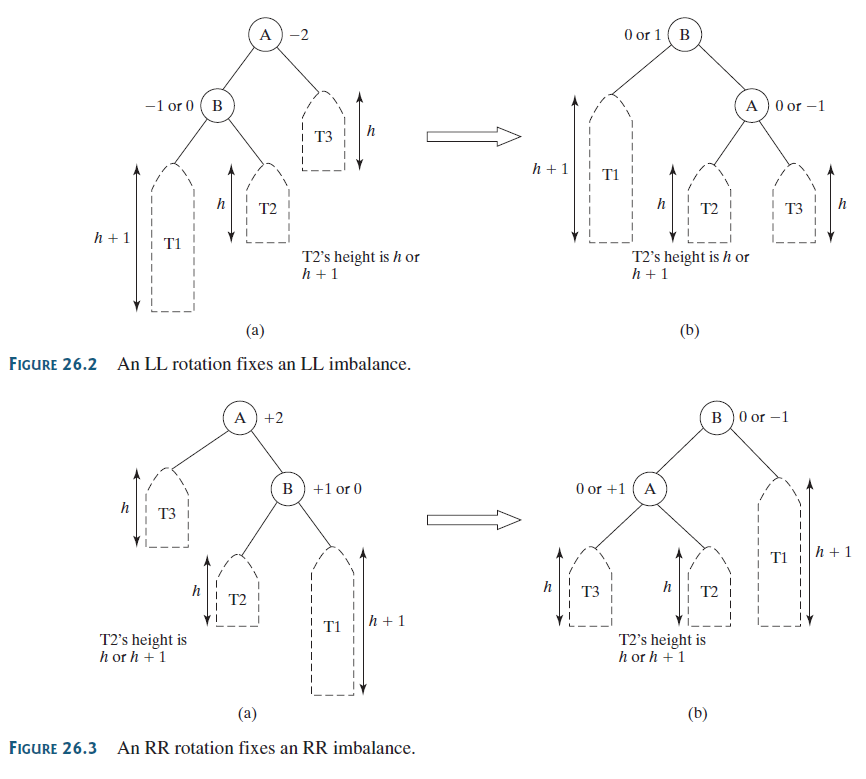 A −2
−1 or 0 B
T3 h
h T2
h + 1 T1
T2's height is h or
h + 1
(a)
0 or 1 B
A 0 or −1
h + 1 T1
h T2
T3 h
T2's height is h or
h + 1
(b)
FIGURE 26.2 An LL rotation fixes an LL imbalance.
A +2
B +1 or 0
h T3
h T2
T1 h + 1
T2's height is
h or h + 1
(a)
B 0 or −1
0 or +1 A
T1 h + 1
h T3
h T2
T2's height is
h or h + 1
(b)
FIGURE 26.3 An RR rotation fixes an RR imbalance.